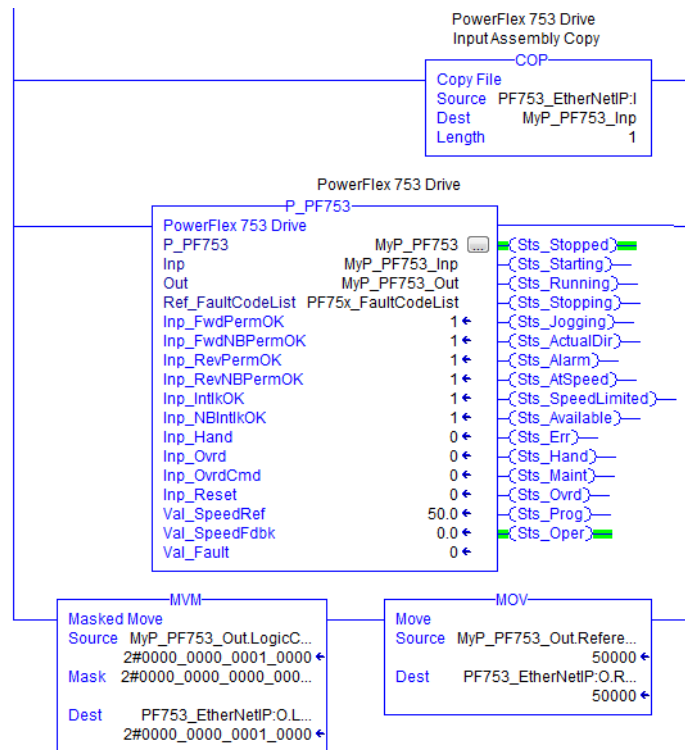 PowerFlex 753 Drive
Input Assembly Copy
COP
Copy File
Source PF753_EtherNetIP:I
Dest MyP_PF753_Inp
Length 1
PowerFlex 753 Drive
P_PF753
PowerFlex 753 Drive
P_PF753 MyP_PF753 ... Sts_Stopped
Inp MyP_PF753_Inp Sts_Starting
Out MyP_PF753_Out Sts_Running
Ref_FaultCodeList PF75x_FaultCodeList Sts_Stopping
Inp_FwdPermOK 1 Sts_Jogging
Inp_FwdNBPermOK 1 Sts_ActualDir
Inp_RevPermOK 1 Sts_Alarm
Inp_RevNBPermOK 1 Sts_AtSpeed
Inp_IntlkOK 1 Sts_SpeedLimited
Inp_NBIntlkOK 1 Sts_Available
Inp_Hand 0 Sts_Err
Inp_Ovrd 0 Sts_Hand
Inp_OvrdCmd 0 Sts_Maint
Inp_Reset 0 Sts_Ovrd
Val_SpeedRef 50.0 Sts_Prog
Val_SpeedFdbk 0.0 Sts_Oper
Val_Fault 0
MVM
Masked Move
Source MyP_PF753_Out.LogicC...
2#0000_0000_0001_0000
Mask 2#0000_0000_0000_000...
Dest PF753_EtherNetIP:O.L...
2#0000_0000_0001_0000
MOV
Move
Source MyP_PF753_Out.Refere...
50000
Dest PF753_EtherNetIP:O.R...
50000